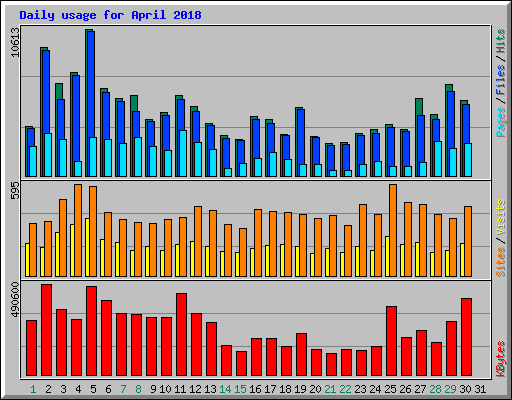 Daily usage for April 2018
10613
Pages / Files / Hits
595
Sites / Visits
490600
KBytes
1 2 3 4 5 6 7 8 9 10 11 12 13 14 15 16 17 18 19 20 21 22 23 24 25 26 27 28 29 30 31